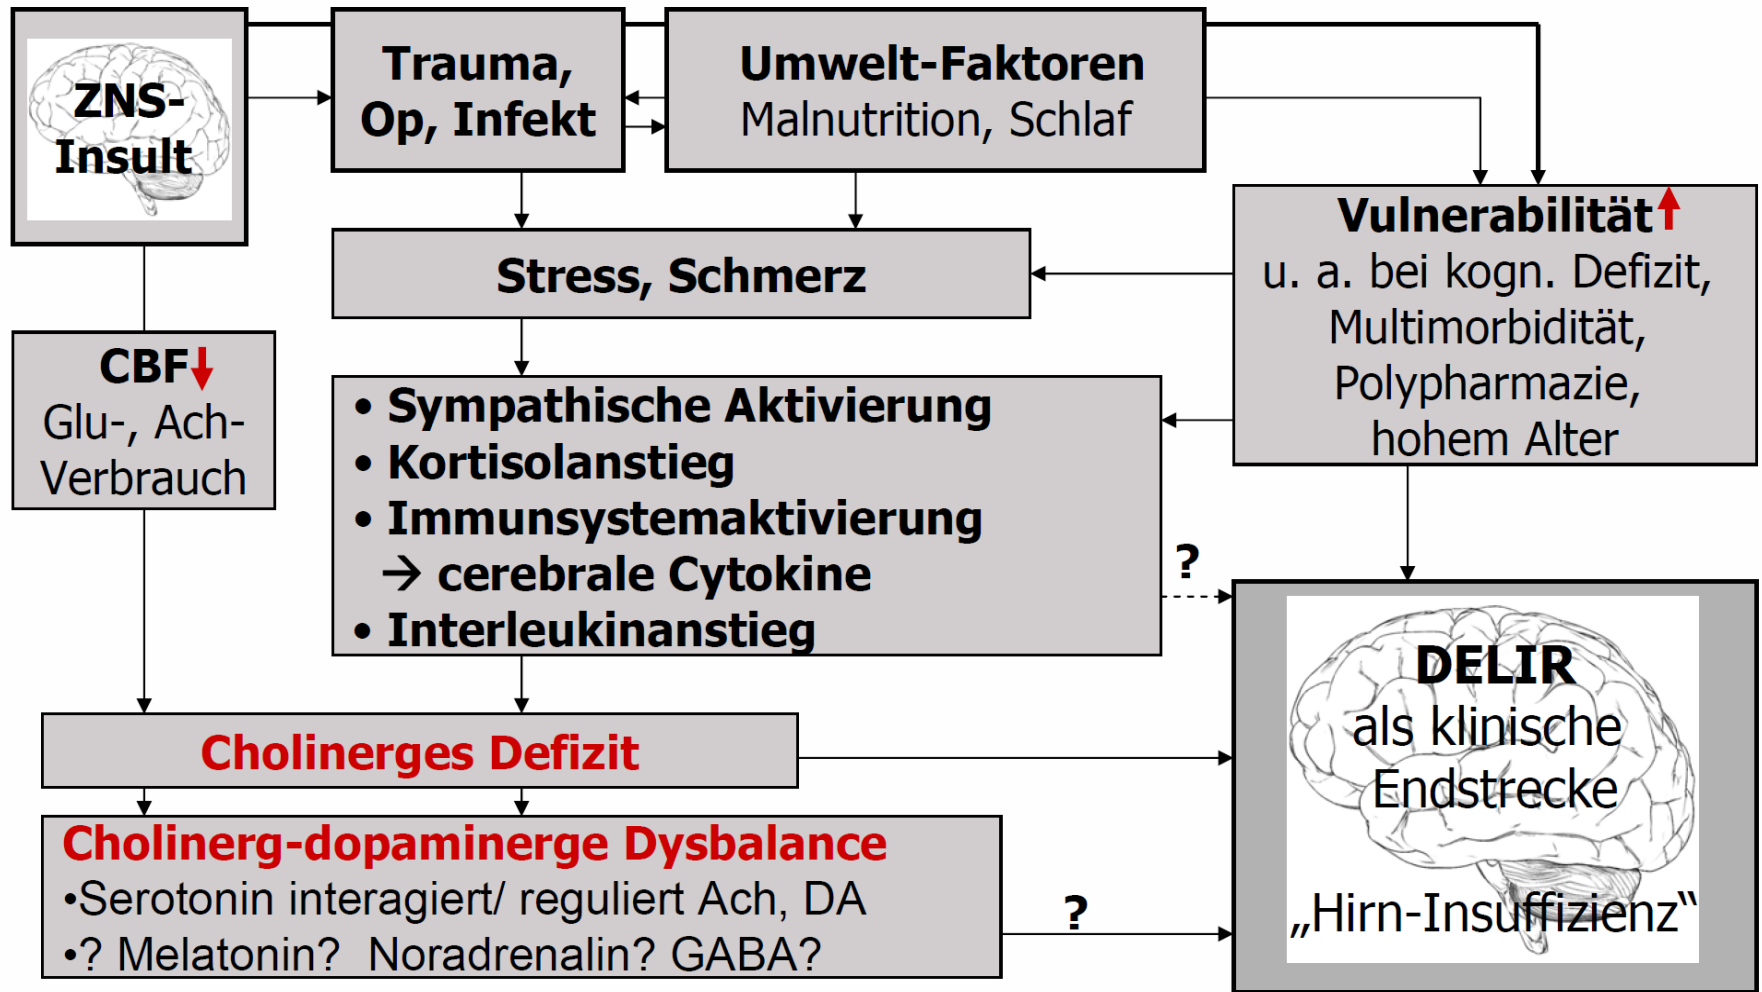 ZNS-
Insult
Trauma,
Op, Infekt
Umwelt-Faktoren
Malnutrition, Schlaf
Vulnerabilität
u. a. bei kogn. Defizit,
Multimorbidität,
Polypharmazie,
hohem Alter
Stress, Schmerz
CBF
Glu-, Ach-
Verbrauch
• Sympathische Aktivierung
• Kortisolanstieg
• Immunsystemaktivierung
→ cerebrale Cytokine
• Interleukinanstieg
?
DELIR
als klinische
Endstrecke
„Hirn-Insuffizienz“
Cholinerges Defizit
Cholinerg-dopaminerge Dysbalance
•Serotonin interagiert/ reguliert Ach, DA
•? Melatonin? Noradrenalin? GABA?
?